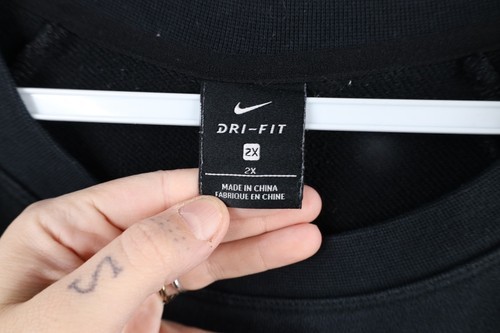 DRI-FIT
2X
2X
MADE IN CHINA
FABRIQUÉ EN CHINE
S